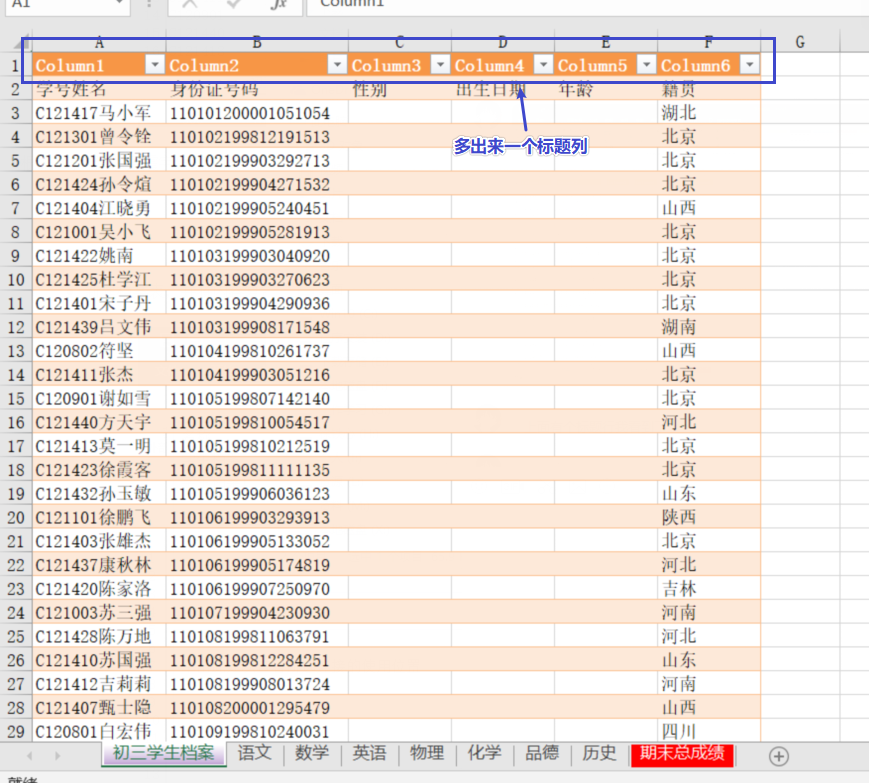 A1 fx Column1
A B C D E F G
1 Column1 Column2 Column3 Column4 Column5 Column6
2 学号姓名 身份证号码 性别 出生日期 年龄 籍贯
3 C121417马小军 110101200001051054 湖北
4 C121301曾令铨 110102199812191513 北京
多出来一个标题列
5 C121201张国强 110102199903292713 北京
6 C121424孙令煊 110102199904271532 北京
7 C121404江晓勇 110102199905240451 山西
8 C121001吴小飞 110102199905281913 北京
9 C121422姚南 110103199903040920 北京
10 C121425杜学江 110103199903270623 北京
11 C121401宋子丹 110103199904290936 北京
12 C121439吕文伟 110103199908171548 湖南
13 C120802符坚 110104199810261737 山西
14 C121411张杰 110104199903051216 北京
15 C120901谢如雪 110105199807142140 北京
16 C121440方天宇 110105199810054517 河北
17 C121413莫一明 110105199810212519 北京
18 C121423徐霞客 110105199811111135 北京
19 C121432孙玉敏 110105199906036123 山东
20 C121101徐鹏飞 110106199903293913 陕西
21 C121403张雄杰 110106199905133052 北京
22 C121437康秋林 110106199905174819 河北
23 C121420陈家洛 110106199907250970 吉林
24 C121003苏三强 110107199904230930 河南
25 C121428陈万地 110108199811063791 河北
26 C121410苏国强 110108199812284251 山东
27 C121412吉莉莉 110108199908013724 河南
28 C121407甄士隐 110108200001295479 山西
29 C120801白宏伟 110109199810240031 四川
初三学生档案 语文 数学 英语 物理 化学 品德 历史 期末总成绩
就绪